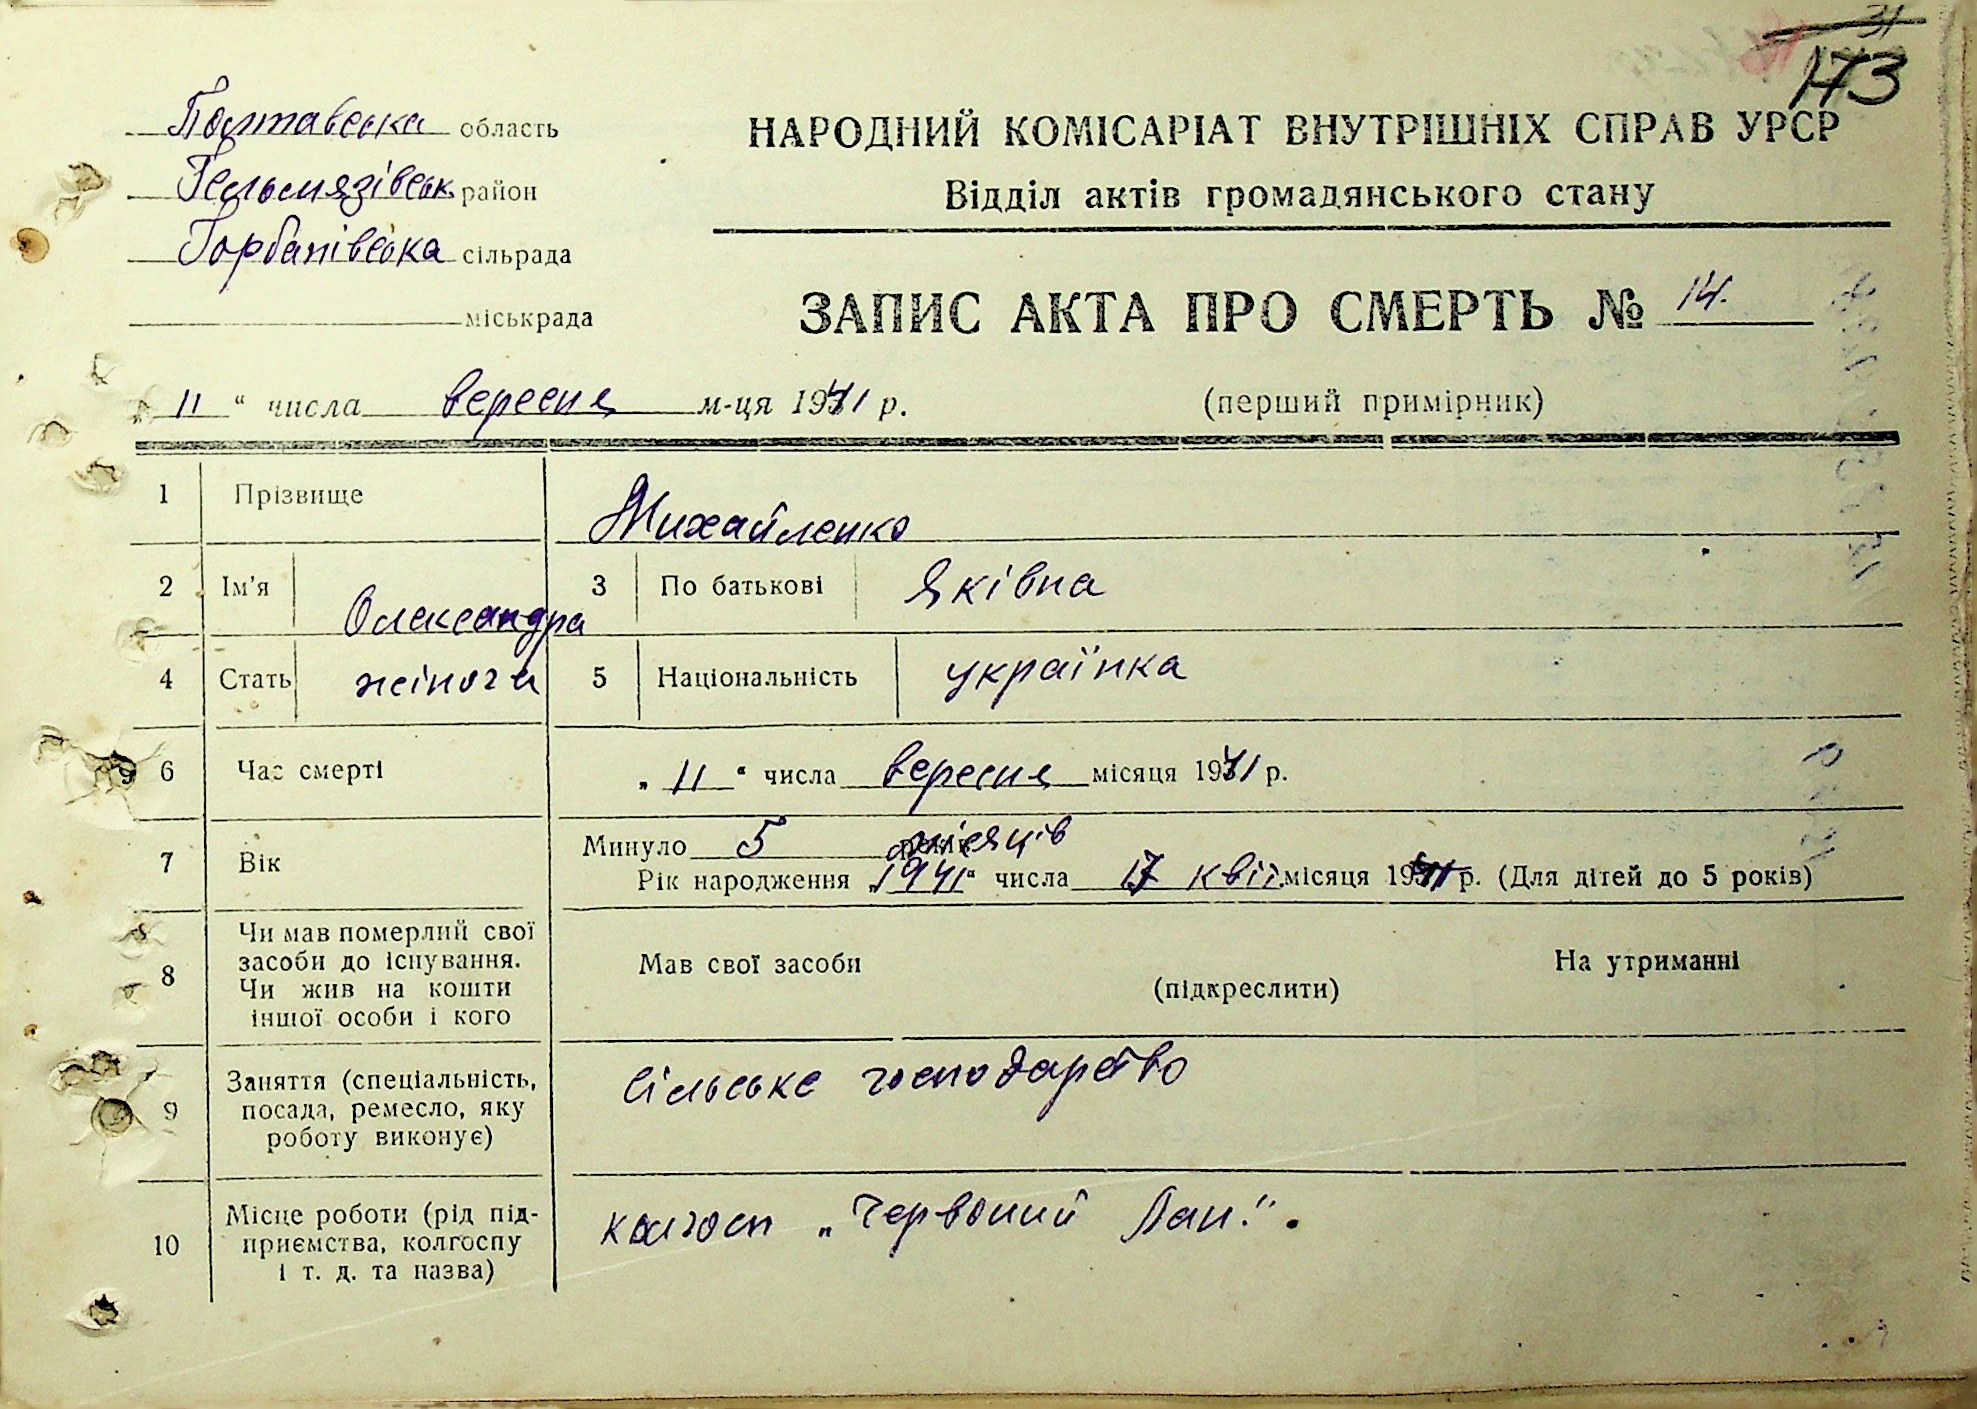 31
173
Полтавська область
Гельмязівськ район
Горбанівська сільрада
міськрада
НАРОДНИЙ КОМІСАРІАТ ВНУТРІШНІХ СПРАВ УРСР
Відділ актів громадянського стану
ЗАПИС АКТА ПРО СМЕРТЬ № 14.
„ 11 “ числа вересня м-ця 1941 р.
(перший примірник)
1 Прізвище Михайленко
2 Ім'я Олександра 3 По батькові Яківна
4 Стать жіноча 5 Національність українка
6 Час смерті „ 11 “ числа вересня місяця 1941 р.
7 Вік Минуло 5 місяців
Рік народження „1941“ числа 17 квіт. місяця 1941 р. (Для дітей до 5 років)
8 Чи мав померлий свої
засоби до існування.
Чи жив на кошти
іншої особи і кого
Мав свої засоби (підкреслити) На утриманні
9 Заняття (спеціальність,
посада, ремесло, яку
роботу виконує)
сільське господарство
10 Місце роботи (рід під-
приємства, колгоспу
і т. д. та назва)
колгосп „Червоний Лан."